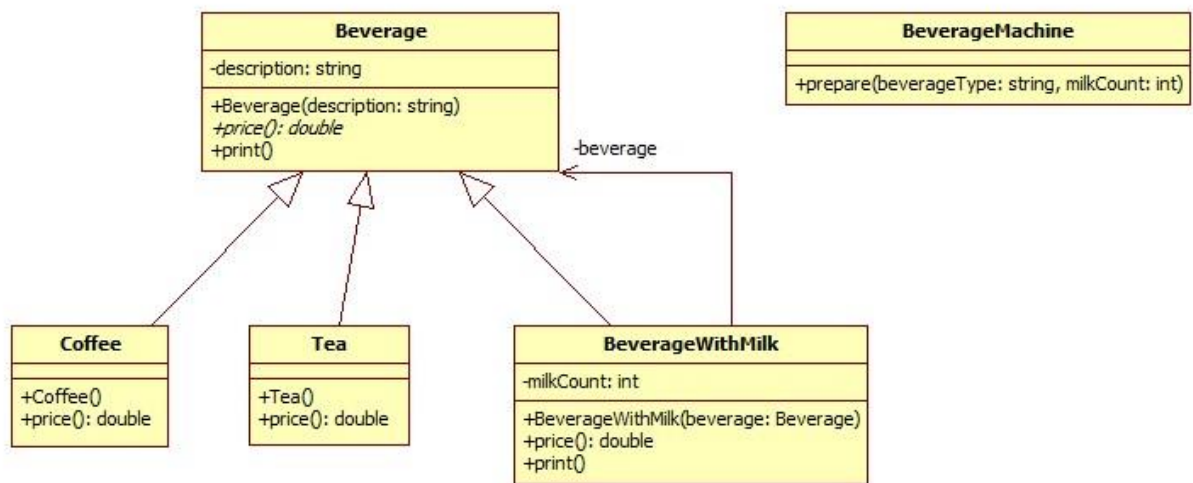 Beverage
-description: string
+Beverage(description: string)
+price(): double
+print()
BeverageMachine
+prepare(beverageType: string, milkCount: int)
-beverage
Coffee
+Coffee()
+price(): double
Tea
+Tea()
+price(): double
BeverageWithMilk
-milkCount: int
+BeverageWithMilk(beverage: Beverage)
+price(): double
+print()